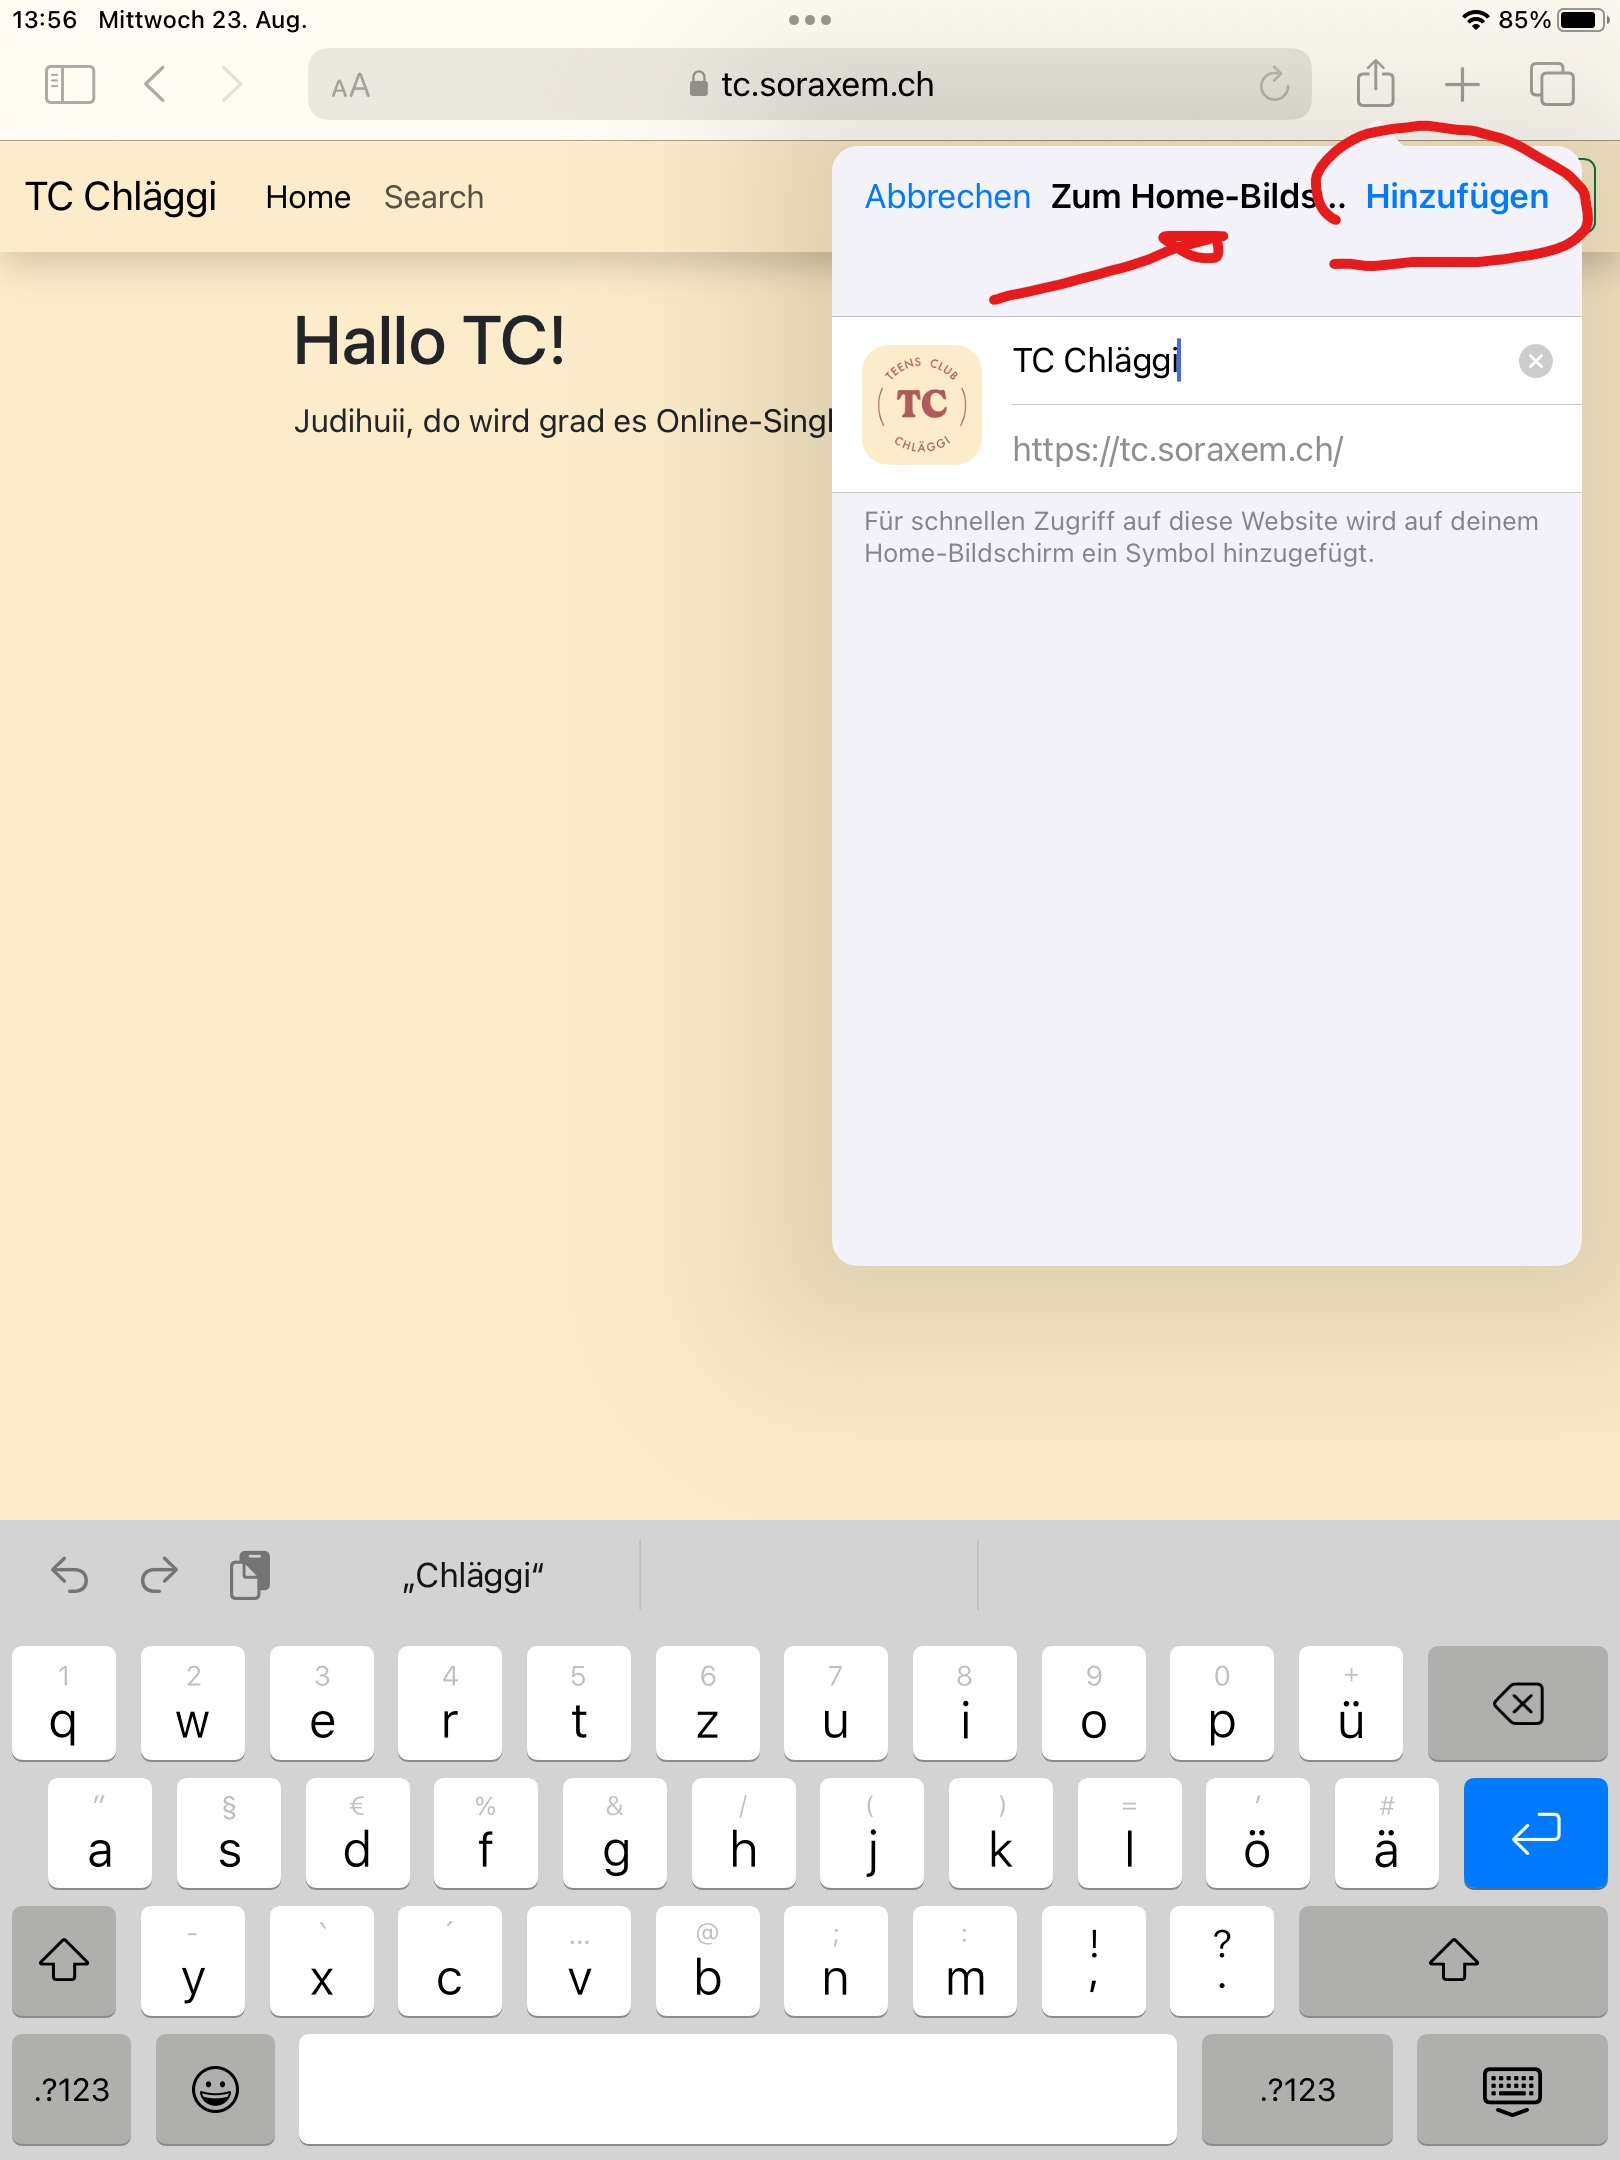 13:56 Mittwoch 23. Aug.
85%
AA
tc.soraxem.ch
TC Chläggi Home Search
Abbrechen Zum Home-Bilds... Hinzufügen
Hallo TC!
Judihuii, do wird grad es Online-Singl
TEENS CLUB
TC
CHLÄGGI
TC Chläggi
https://tc.soraxem.ch/
Für schnellen Zugriff auf diese Website wird auf deinem
Home-Bildschirm ein Symbol hinzugefügt.
„Chläggi“
1 2 3 4 5 6 7 8 9 0 +
q w e r t z u i o p ü
" § € % & / ( ) = ' #
a s d f g h j k l ö ä
- ` ´ ... @ ; : ! ?
y x c v b n m , .
.?123 .?123